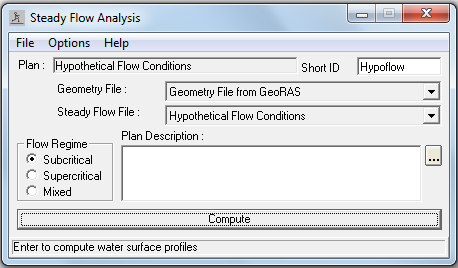 Steady Flow Analysis
File Options Help
Plan : Hypothetical Flow Conditions Short ID Hypoflow
Geometry File : Geometry File from GeoRAS
Steady Flow File : Hypothetical Flow Conditions
Flow Regime Plan Description :
Subcritical
Supercritical
Mixed
...
Compute
Enter to compute water surface profiles